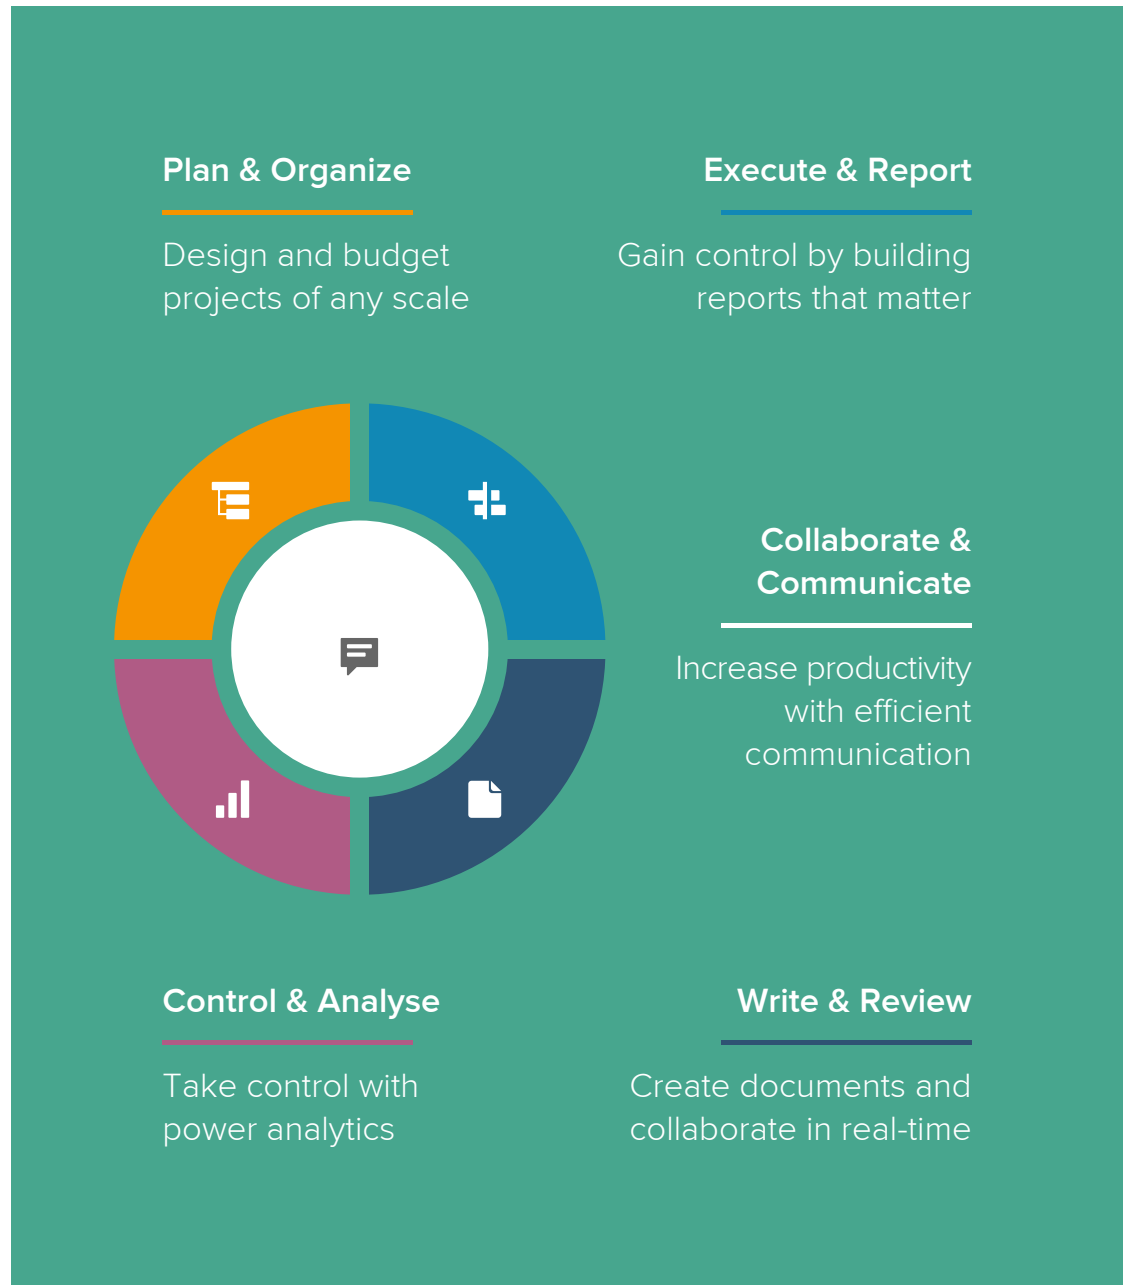 Plan & Organize
Design and budget
projects of any scale
Execute & Report
Gain control by building
reports that matter
Collaborate &
Communicate
Increase productivity
with efficient
communication
Control & Analyse
Take control with
power analytics
Write & Review
Create documents and
collaborate in real-time